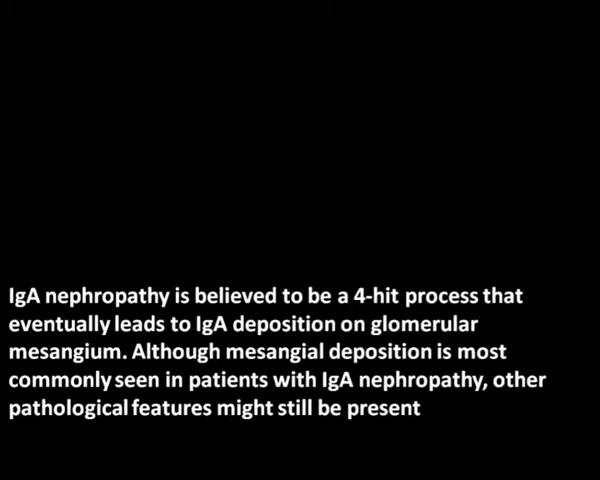 IgA nephropathy is believed to be a 4-hit process that
eventually leads to IgA deposition on glomerular
mesangium. Although mesangial deposition is most
commonly seen in patients with IgA nephropathy, other
pathological features might still be present